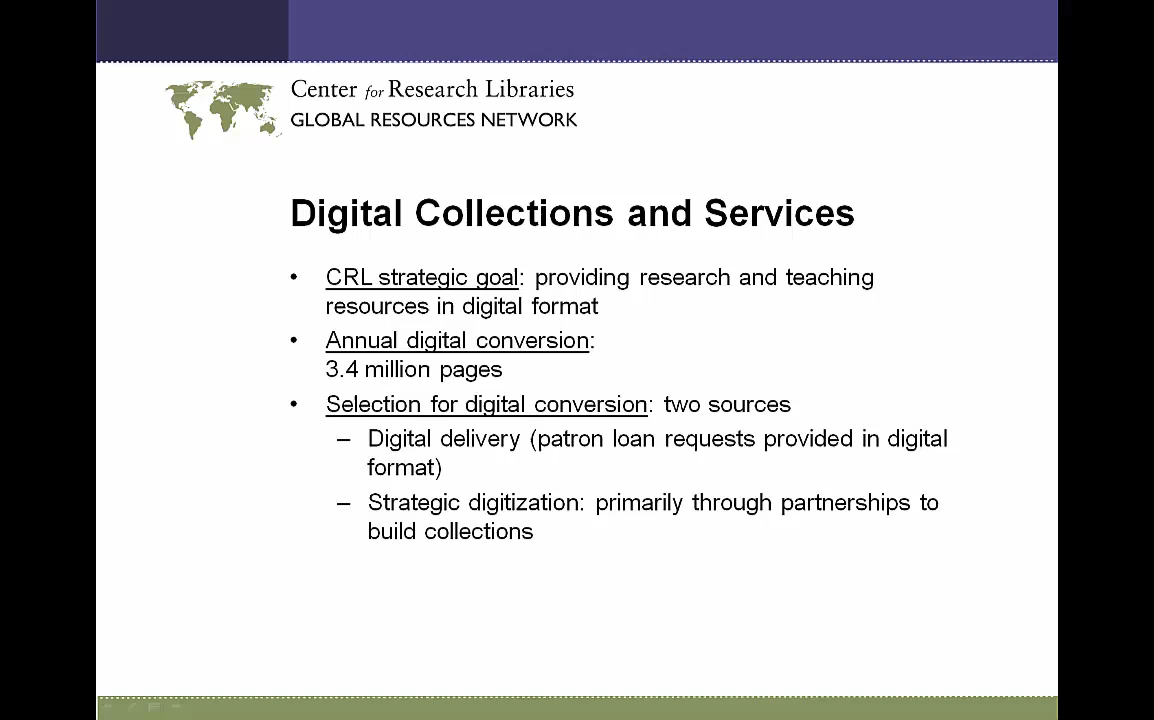 Center for Research Libraries
GLOBAL RESOURCES NETWORK
Digital Collections and Services
• CRL strategic goal: providing research and teaching
resources in digital format
• Annual digital conversion:
3.4 million pages
• Selection for digital conversion: two sources
– Digital delivery (patron loan requests provided in digital
format)
– Strategic digitization: primarily through partnerships to
build collections